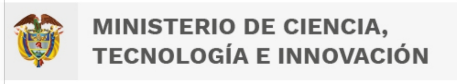 MINISTERIO DE CIENCIA,
TECNOLOGÍA E INNOVACIÓN